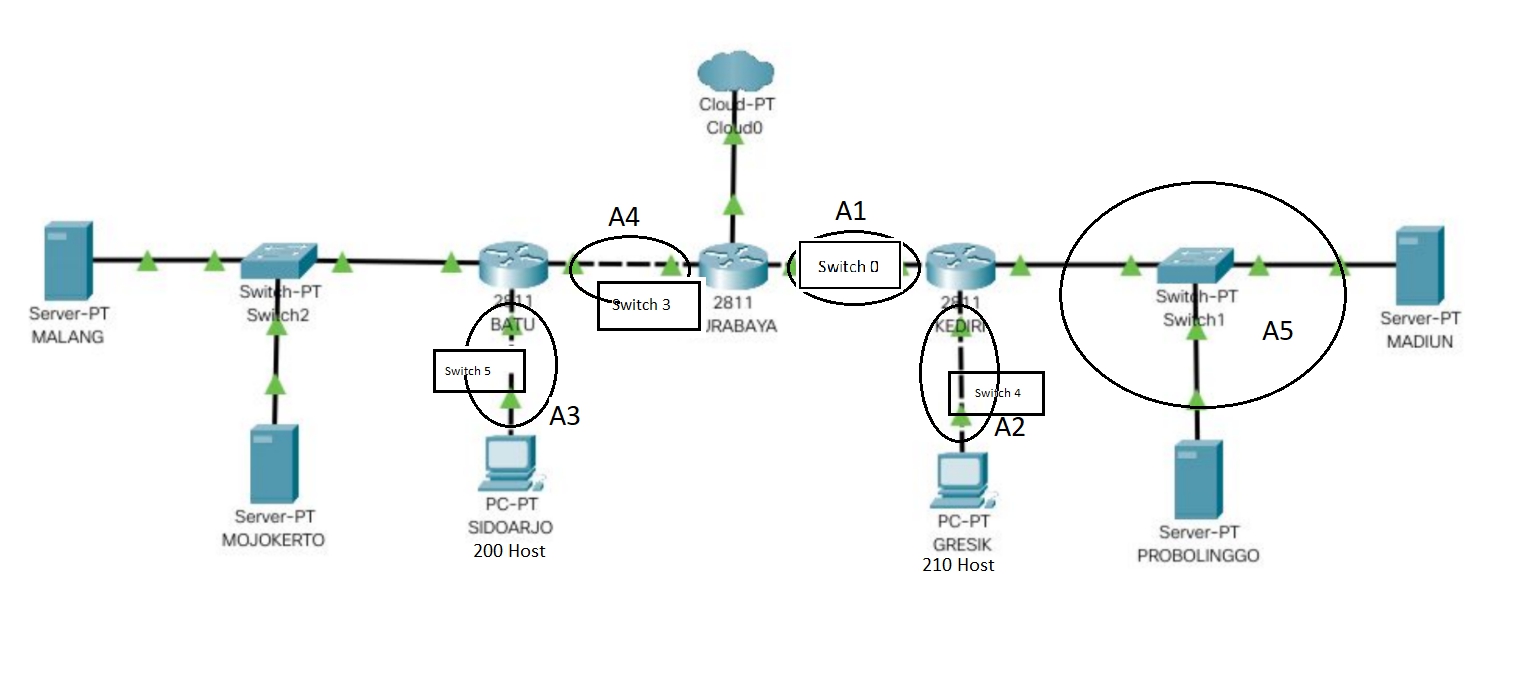 Cloud-PT
Cloud0
A4
A1
Switch 0
Server-PT
MALANG
Switch-PT
Switch2
2811
BATU
Switch 3
2811
URABAYA
2811
KEDIRI
Switch-PT
Switch1
A5
Server-PT
MADIUN
Switch 5
A3
Switch 4
A2
Server-PT
MOJOKERTO
PC-PT
SIDOARJO
200 Host
PC-PT
GRESIK
210 Host
Server-PT
PROBOLINGGO